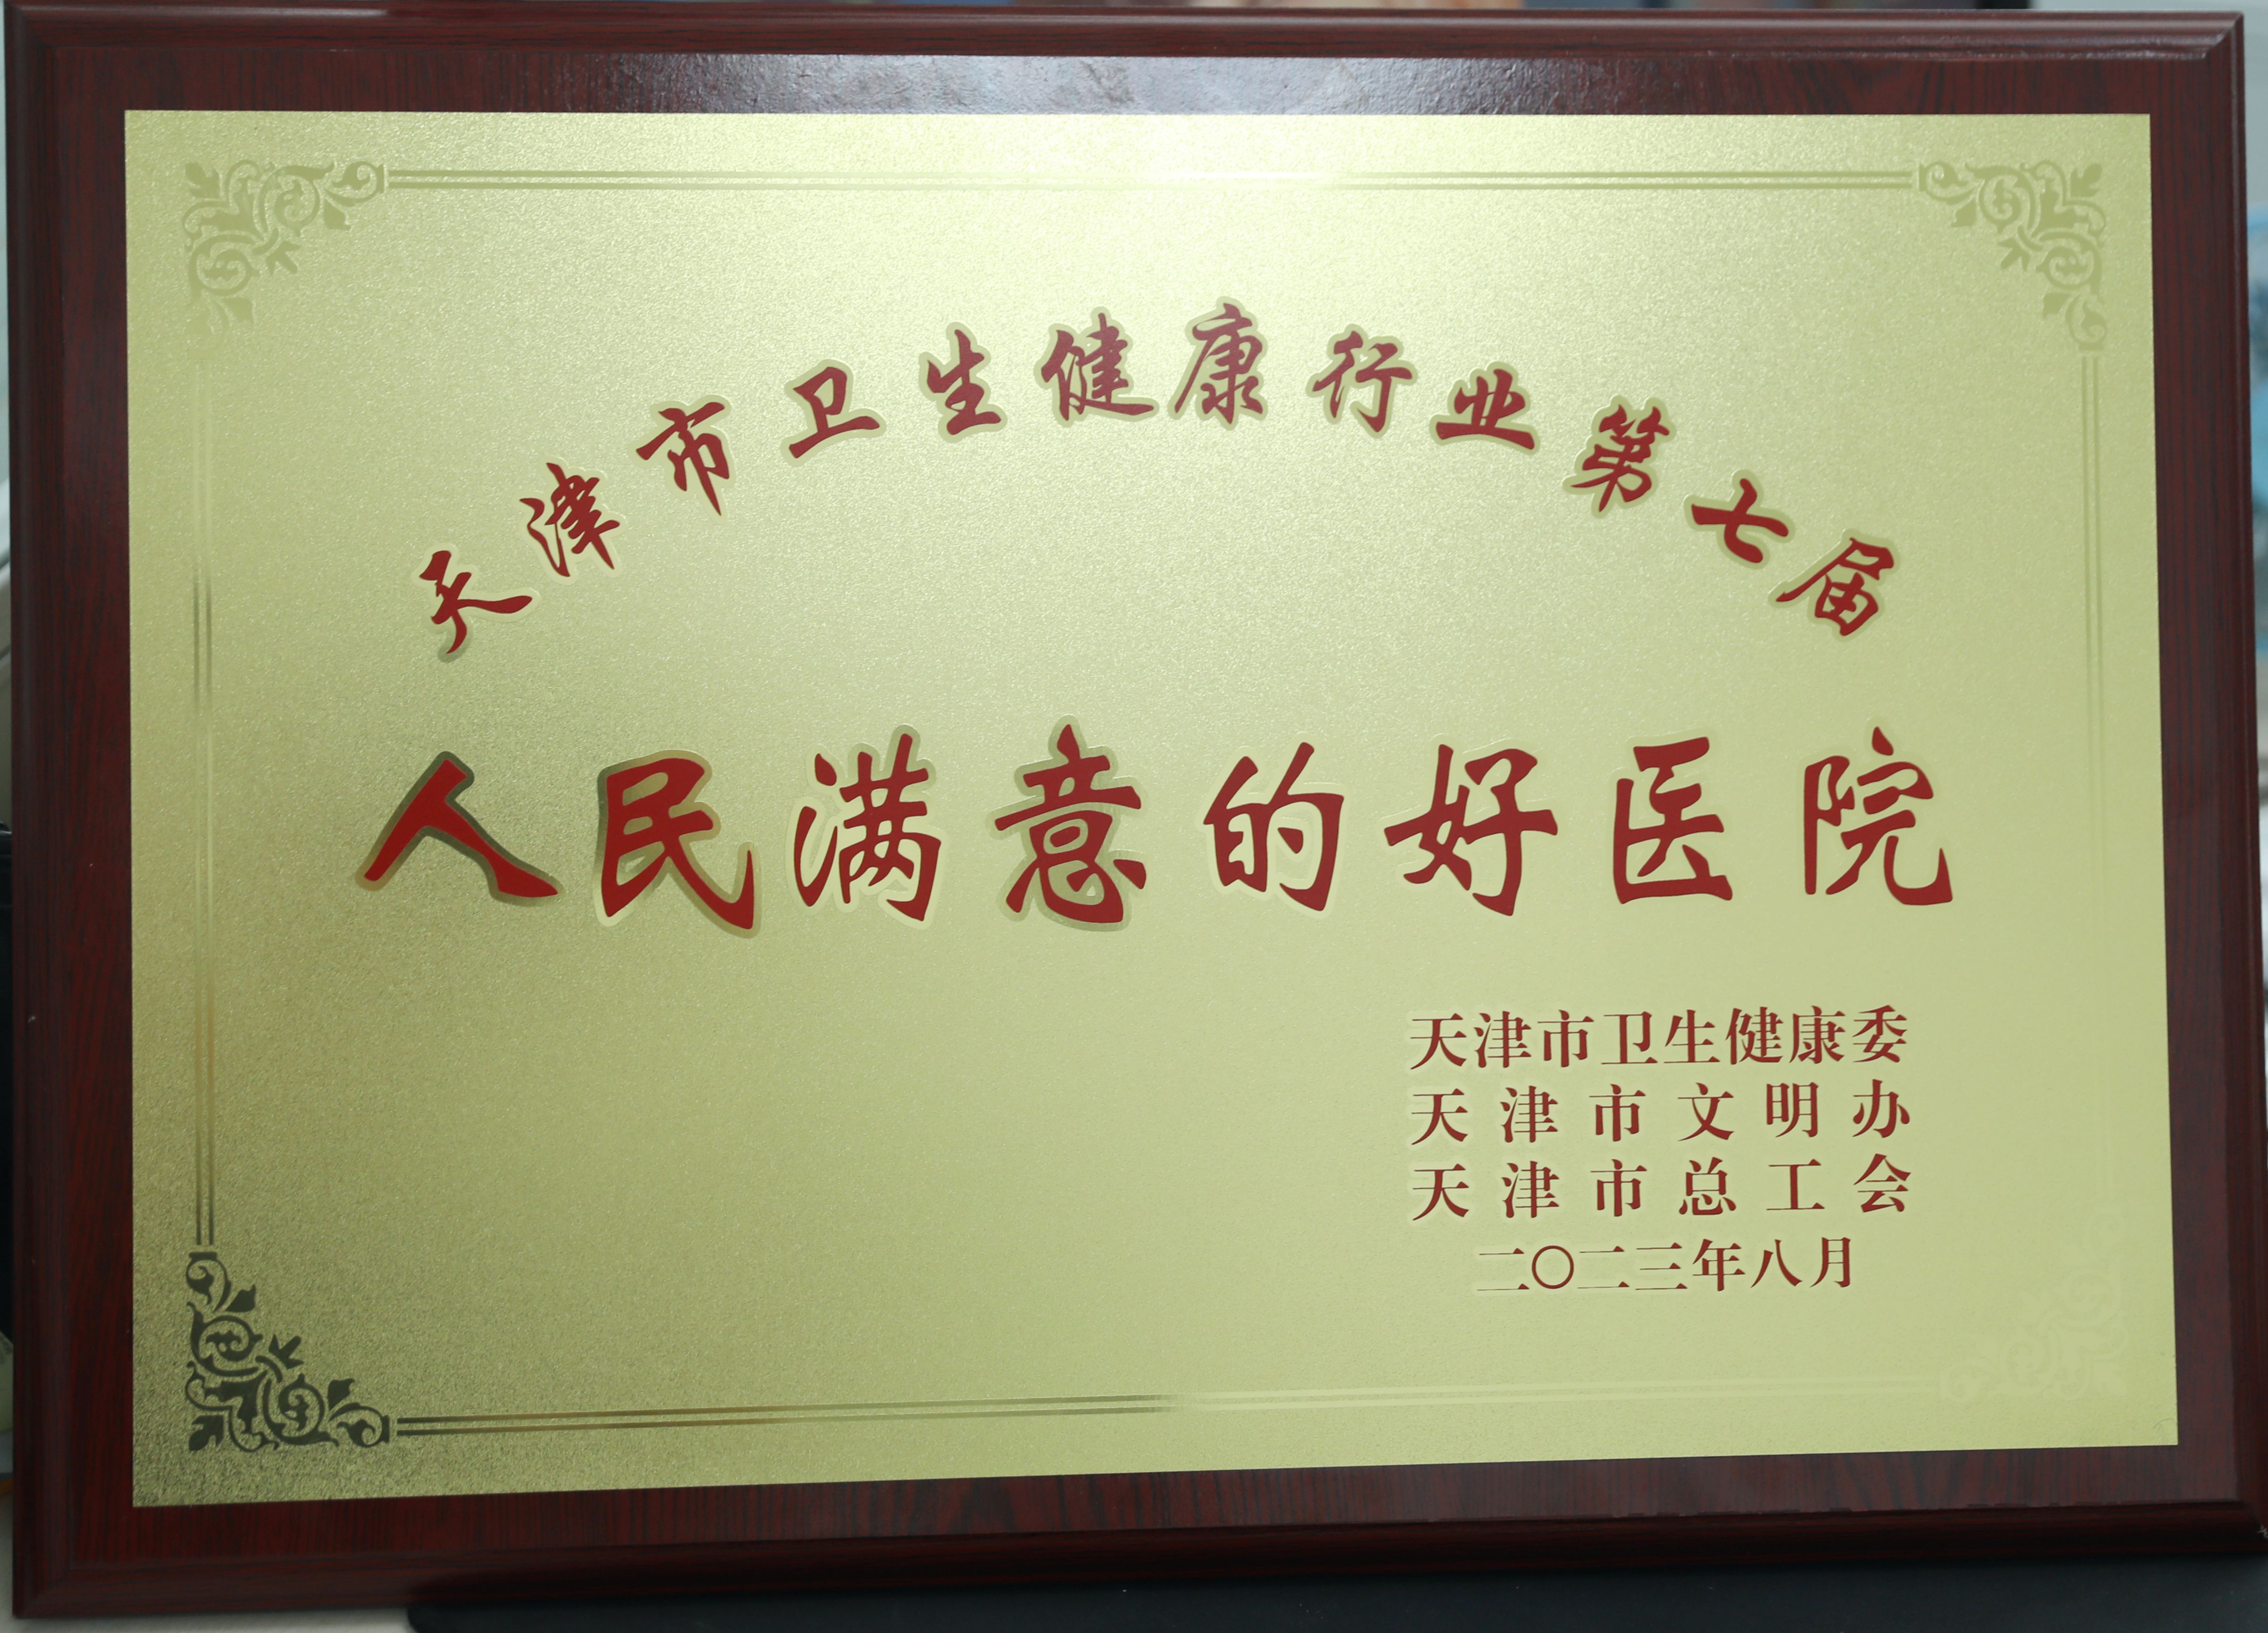 天津市卫生健康行业第七届
人民满意的好医院
天津市卫生健康委
天津市文明办
天津市总工会
二〇二三年八月